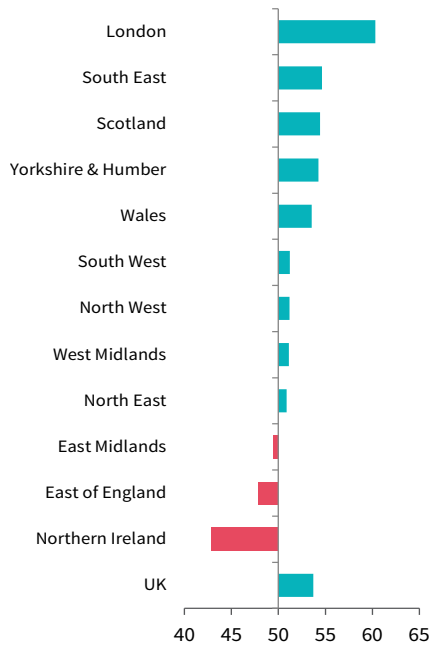 London
South East
Scotland
Yorkshire & Humber
Wales
South West
North West
West Midlands
North East
East Midlands
East of England
Northern Ireland
UK
40 45 50 55 60 65